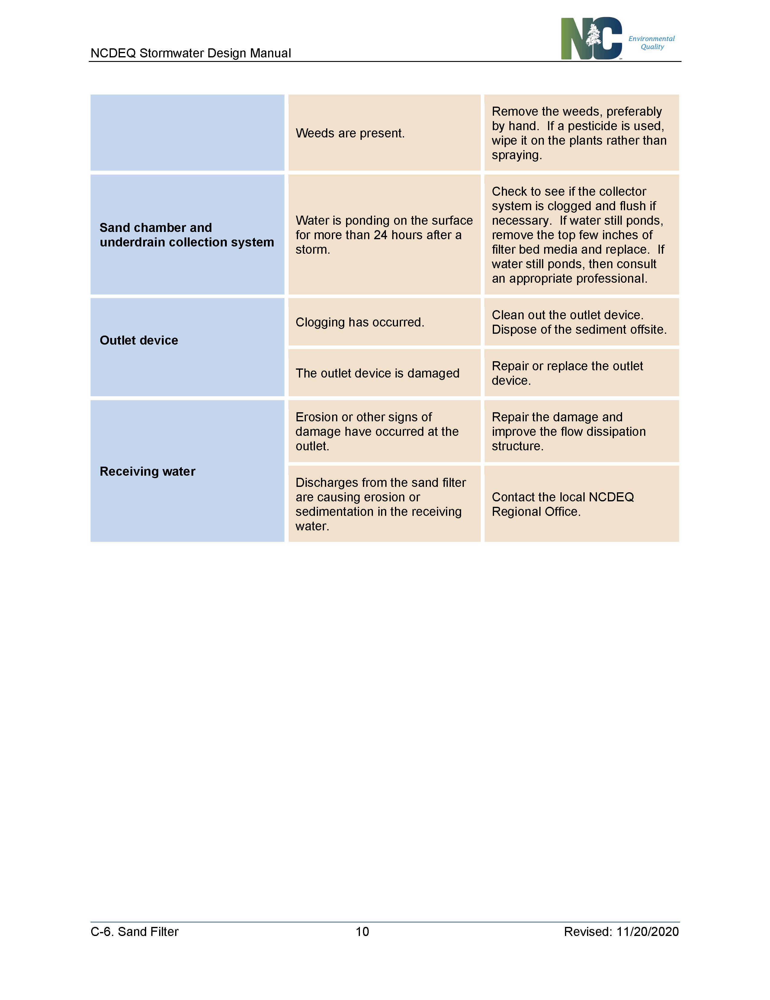 NCDEQ Stormwater Design Manual
NC
SM
Environmental
Quality
Weeds are present.
Remove the weeds, preferably
by hand.  If a pesticide is used,
wipe it on the plants rather than
spraying.
Sand chamber and
underdrain collection system
Water is ponding on the surface
for more than 24 hours after a
storm.
Check to see if the collector
system is clogged and flush if
necessary.  If water still ponds,
remove the top few inches of
filter bed media and replace.  If
water still ponds, then consult
an appropriate professional.
Outlet device
Clogging has occurred.
Clean out the outlet device.
Dispose of the sediment offsite.
The outlet device is damaged
Repair or replace the outlet
device.
Receiving water
Erosion or other signs of
damage have occurred at the
outlet.
Repair the damage and
improve the flow dissipation
structure.
Discharges from the sand filter
are causing erosion or
sedimentation in the receiving
water.
Contact the local NCDEQ
Regional Office.
C-6. Sand Filter
10
Revised: 11/20/2020